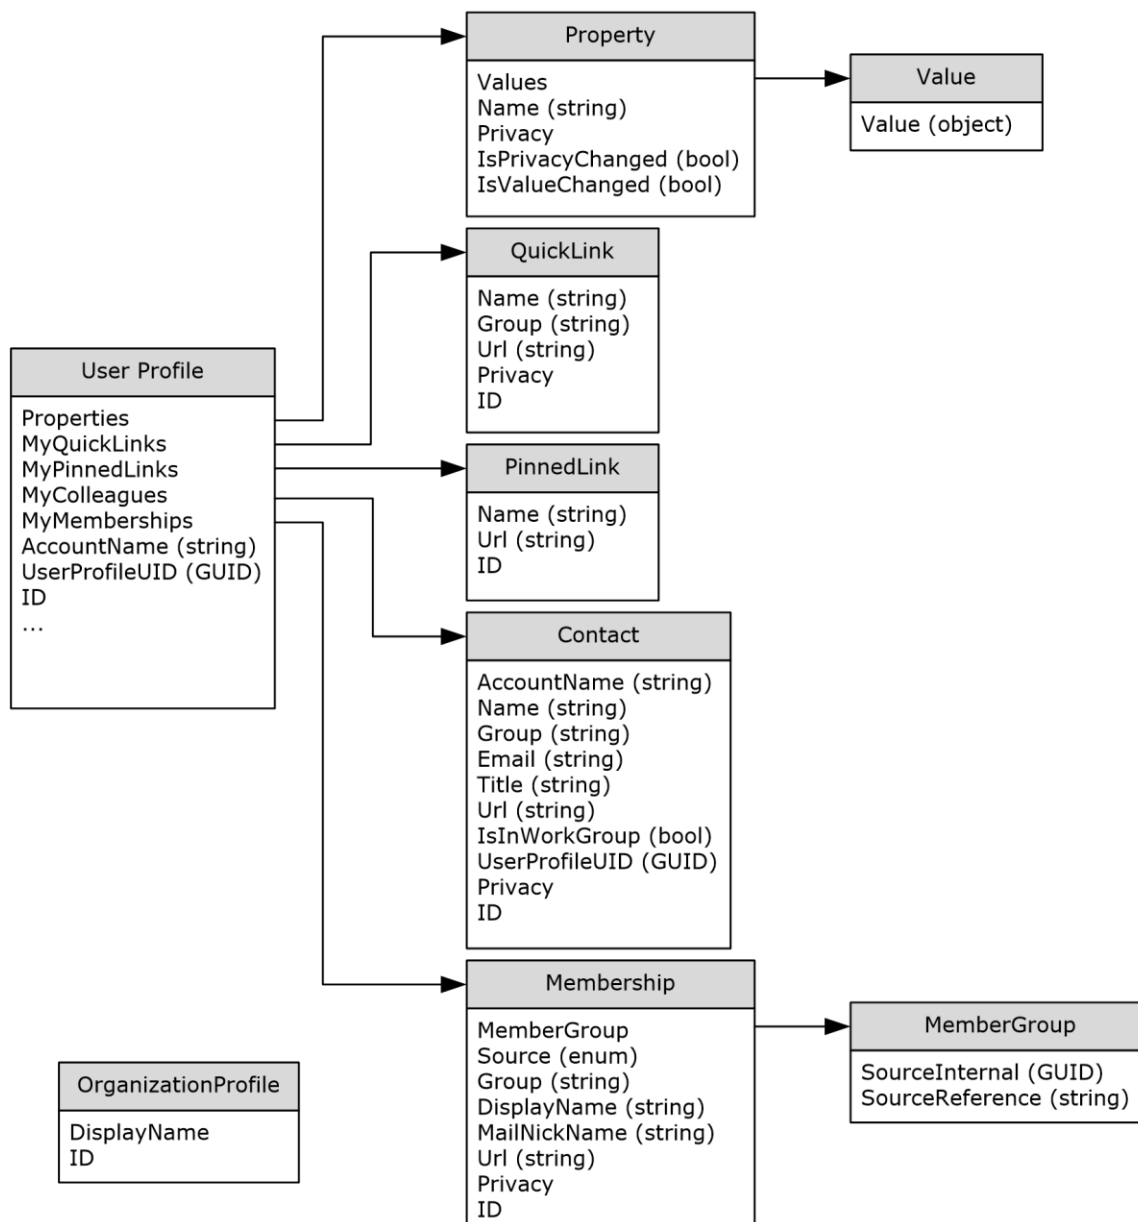 Property
Values
Name (string)
Privacy
IsPrivacyChanged (bool)
IsValueChanged (bool)
Value
Value (object)
QuickLink
Name (string)
Group (string)
Url (string)
Privacy
ID
User Profile
Properties
MyQuickLinks
MyPinnedLinks
MyColleagues
MyMemberships
AccountName (string)
UserProfileUID (GUID)
ID
...
PinnedLink
Name (string)
Url (string)
ID
Contact
AccountName (string)
Name (string)
Group (string)
Email (string)
Title (string)
Url (string)
IsInWorkGroup (bool)
UserProfileUID (GUID)
Privacy
ID
Membership
MemberGroup
Source (enum)
Group (string)
DisplayName (string)
MailNickName (string)
Url (string)
Privacy
ID
MemberGroup
SourceInternal (GUID)
SourceReference (string)
OrganizationProfile
DisplayName
ID